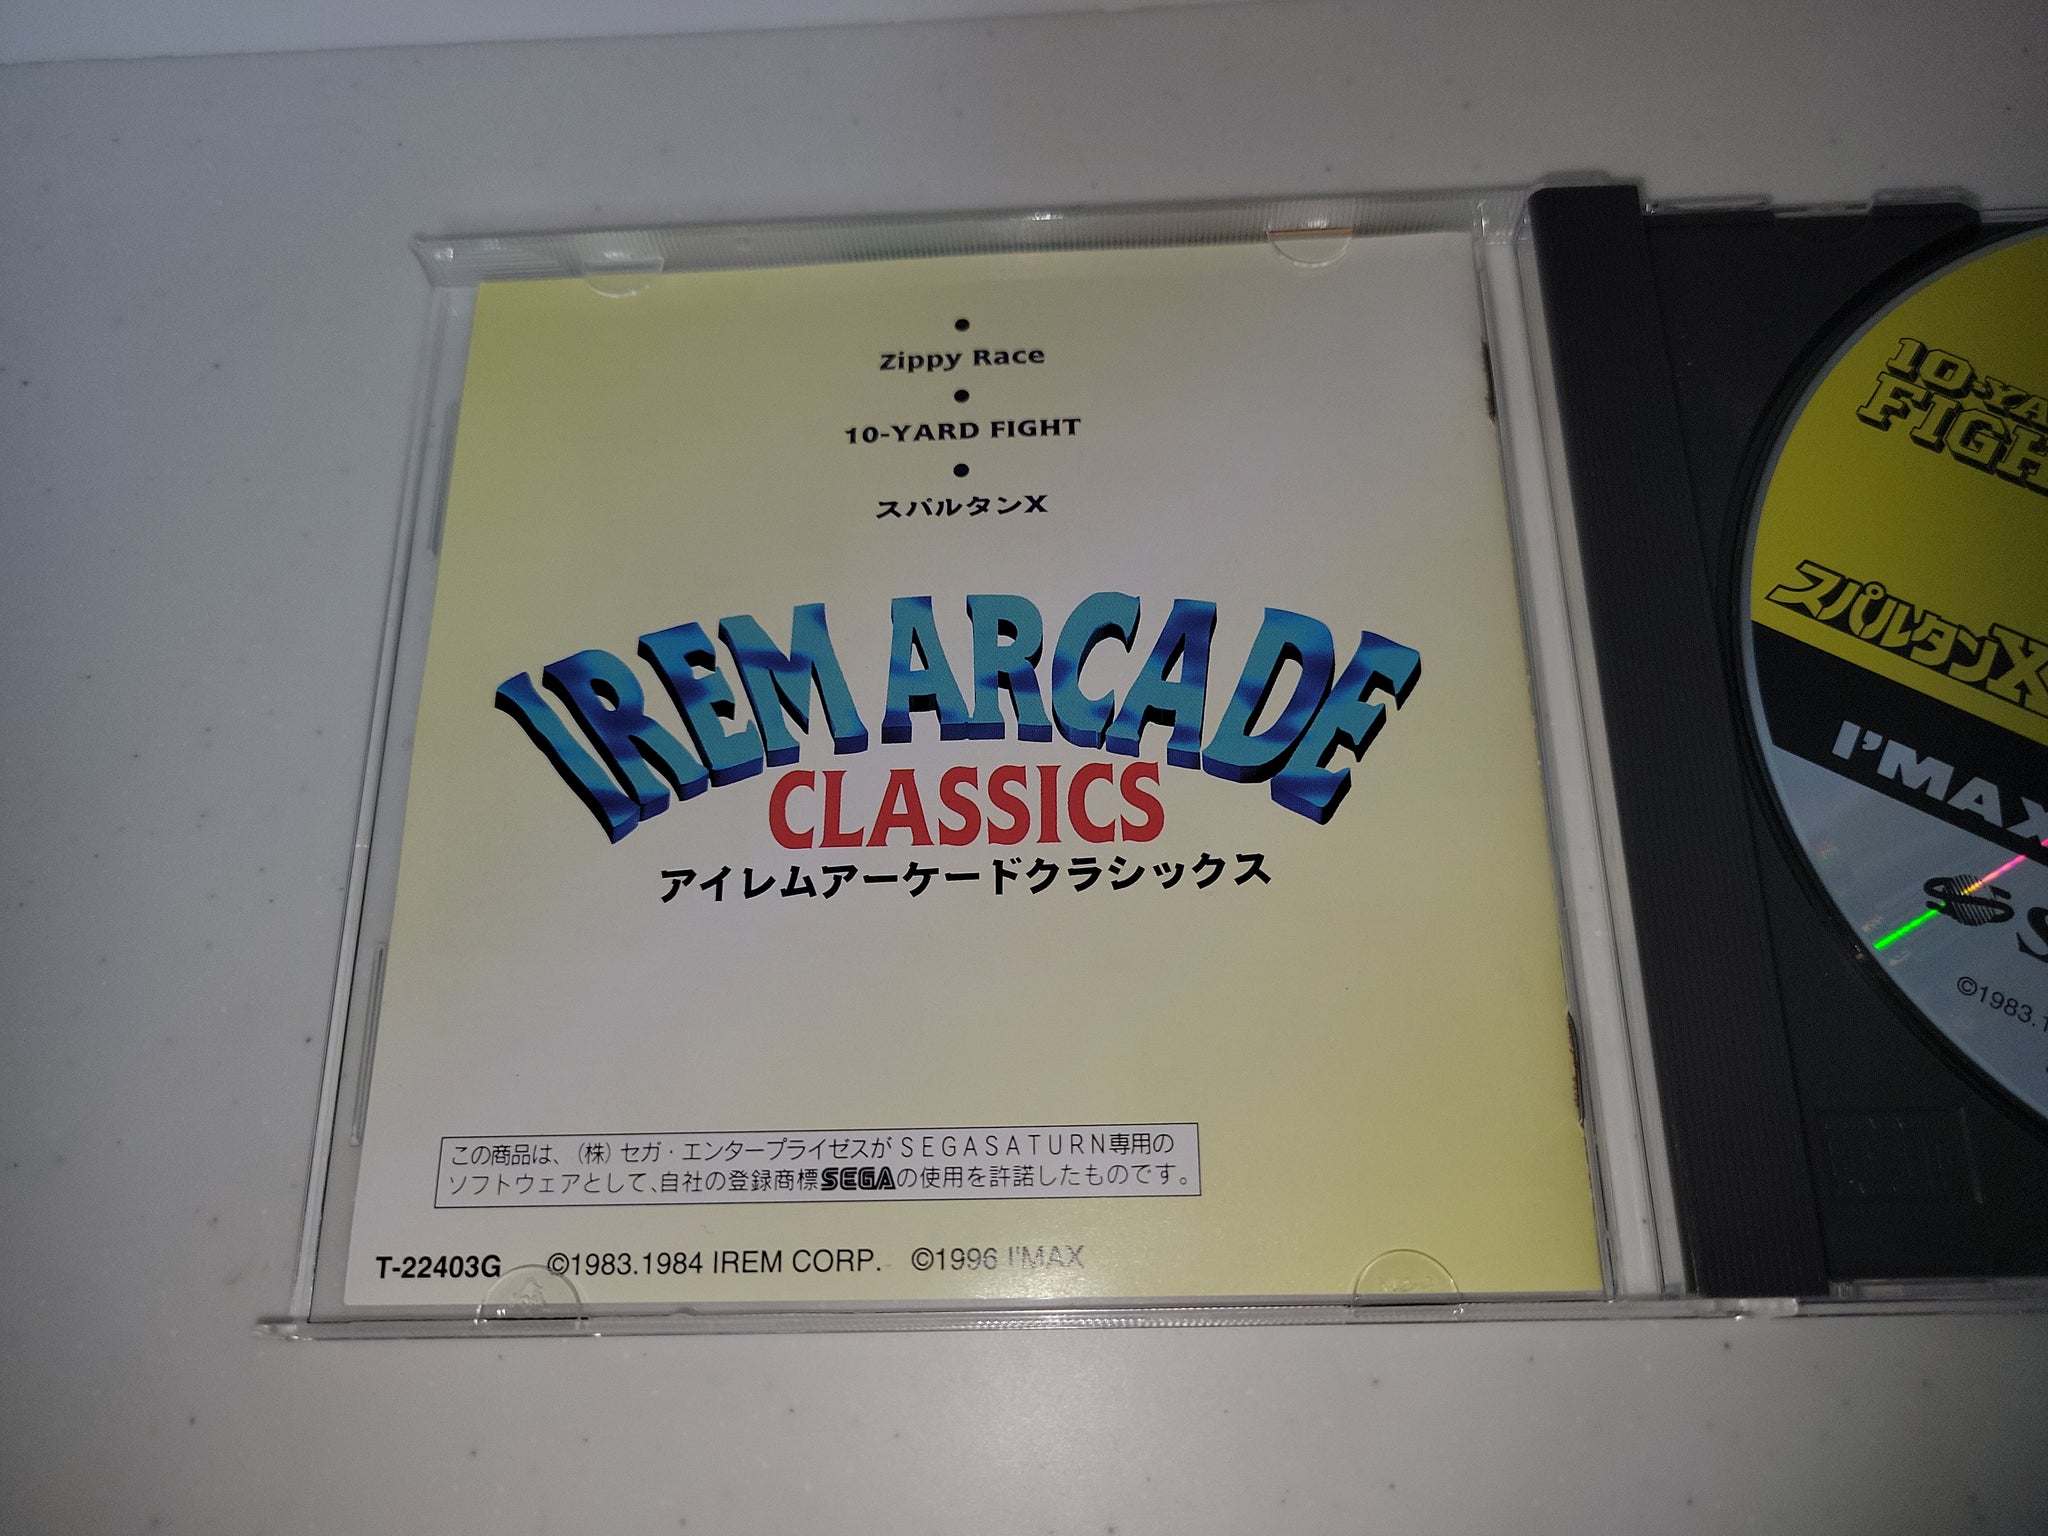 Zippy Race
10-YARD FIGHT
スパルタンX
IREM ARCADE
CLASSICS
アイレムアーケードクラシックス
この商品は、(株)セガ・エンタープライゼスがSEGASATURN専用の
ソフトウェアとして、自社の登録商標SEGAの使用を許諾したものです。
T-22403G ©1983.1984 IREM CORP. ©1996 I'MAX
10-YA
FIGH
スパルタンX
I'MAX
S
©1983.1